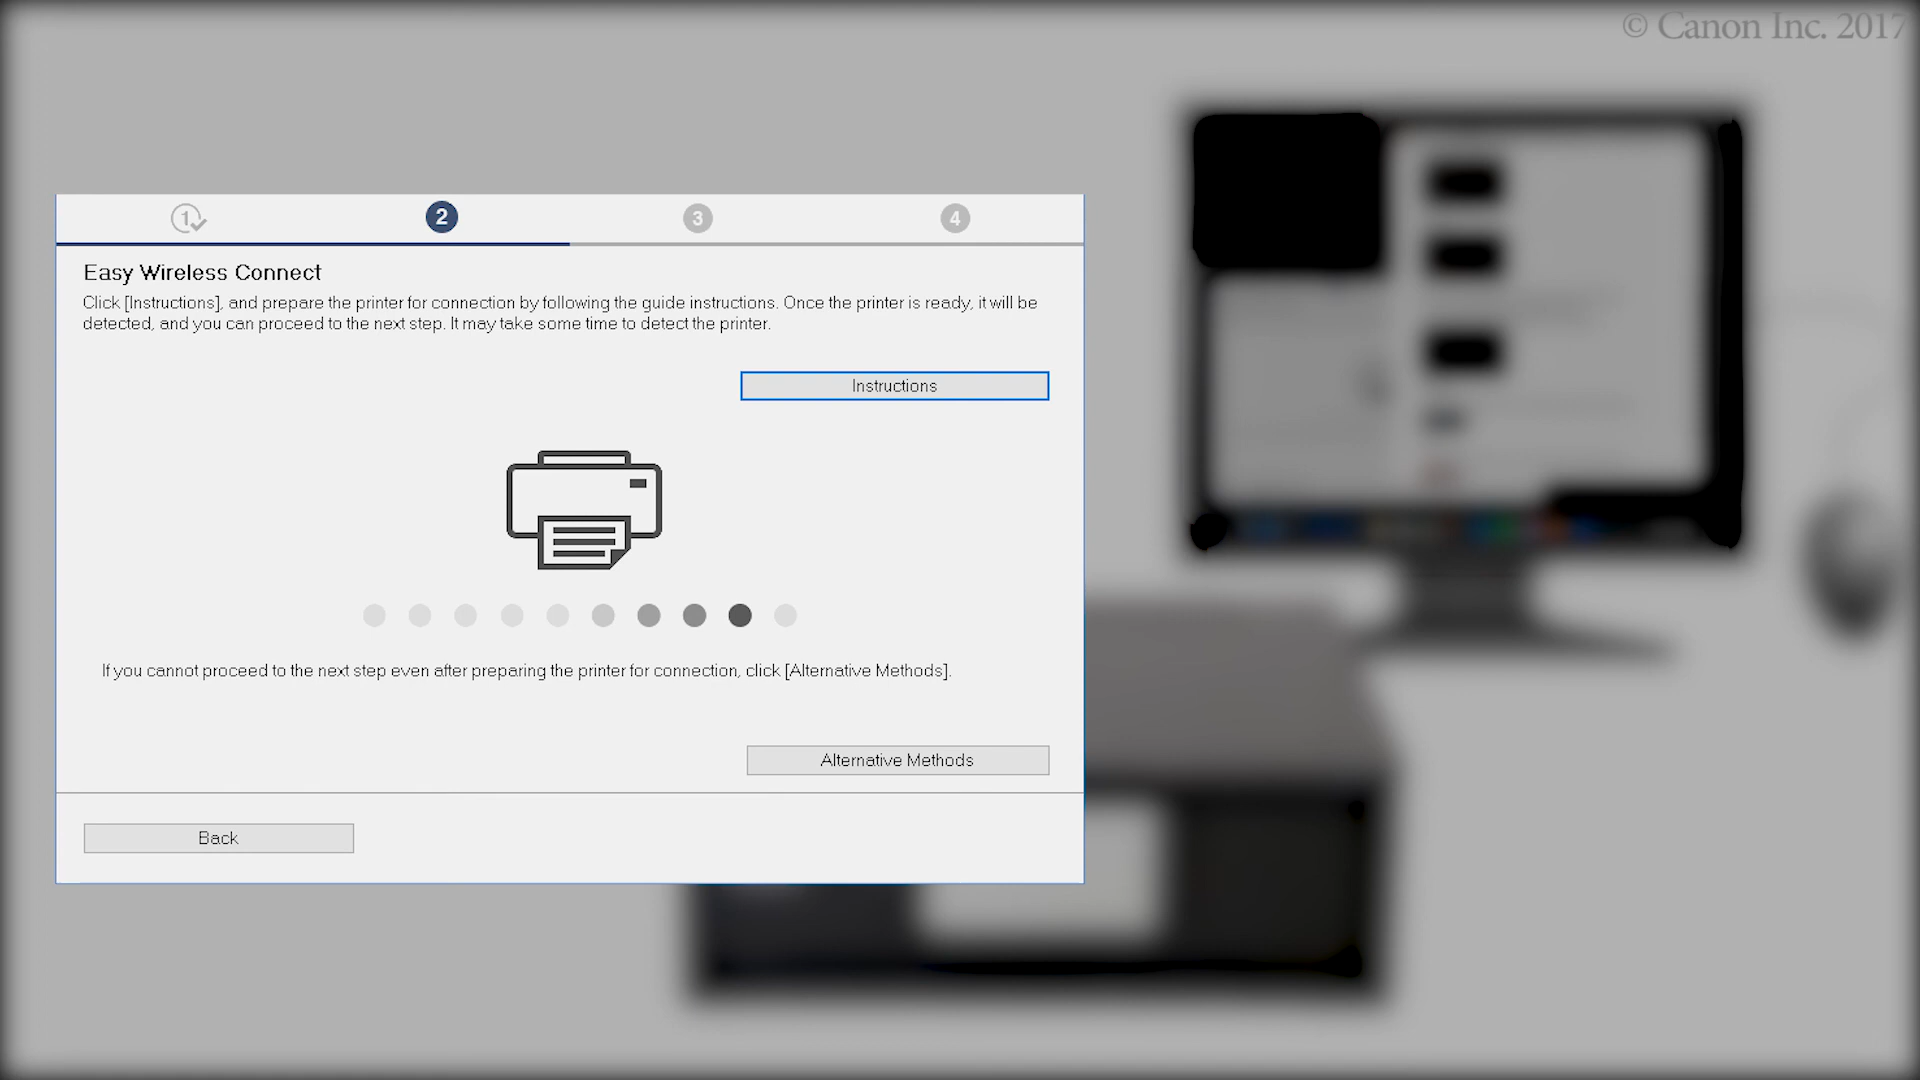 © Canon Inc. 2017
1 2 3 4
Easy Wireless Connect
Click [Instructions], and prepare the printer for connection by following the guide instructions. Once the printer is ready, it will be
detected, and you can proceed to the next step. It may take some time to detect the printer.
Instructions
If you cannot proceed to the next step even after preparing the printer for connection, click [Alternative Methods].
Alternative Methods
Back